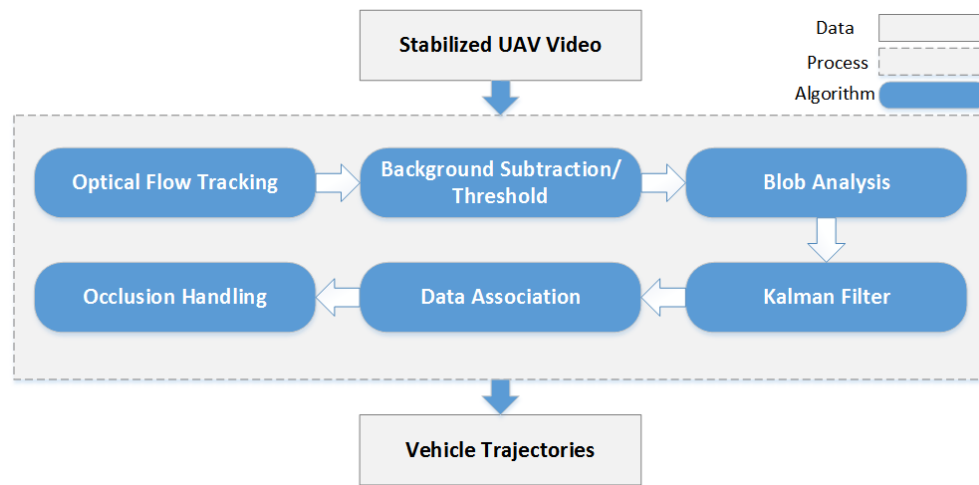 Stabilized UAV Video
Data
Process
Algorithm
Optical Flow Tracking
Background Subtraction/
Threshold
Blob Analysis
Occlusion Handling
Data Association
Kalman Filter
Vehicle Trajectories